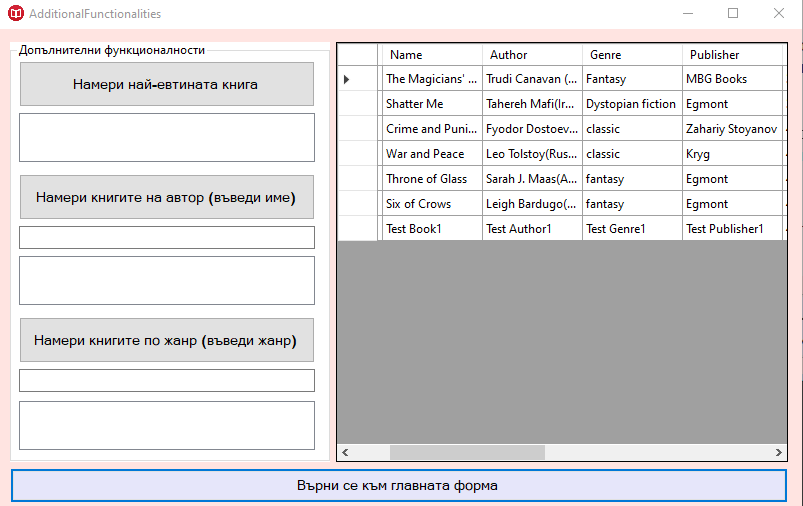 AdditionalFunctionalities
Допълнителни функционалности
Намери най-евтината книга
Намери книгите на автор (въведи име)
Намери книгите по жанр (въведи жанр)
Name Author Genre Publisher
The Magicians' ... Trudi Canavan (... Fantasy MBG Books
Shatter Me Tahereh Mafi(Ir... Dystopian fiction Egmont
Crime and Puni... Fyodor Dostoev... classic Zahariy Stoyanov
War and Peace Leo Tolstoy(Rus... classic Kryg
Throne of Glass Sarah J. Maas(A... fantasy Egmont
Six of Crows Leigh Bardugo(... fantasy Egmont
Test Book1 Test Author1 Test Genre1 Test Publisher1
Върни се към главната форма